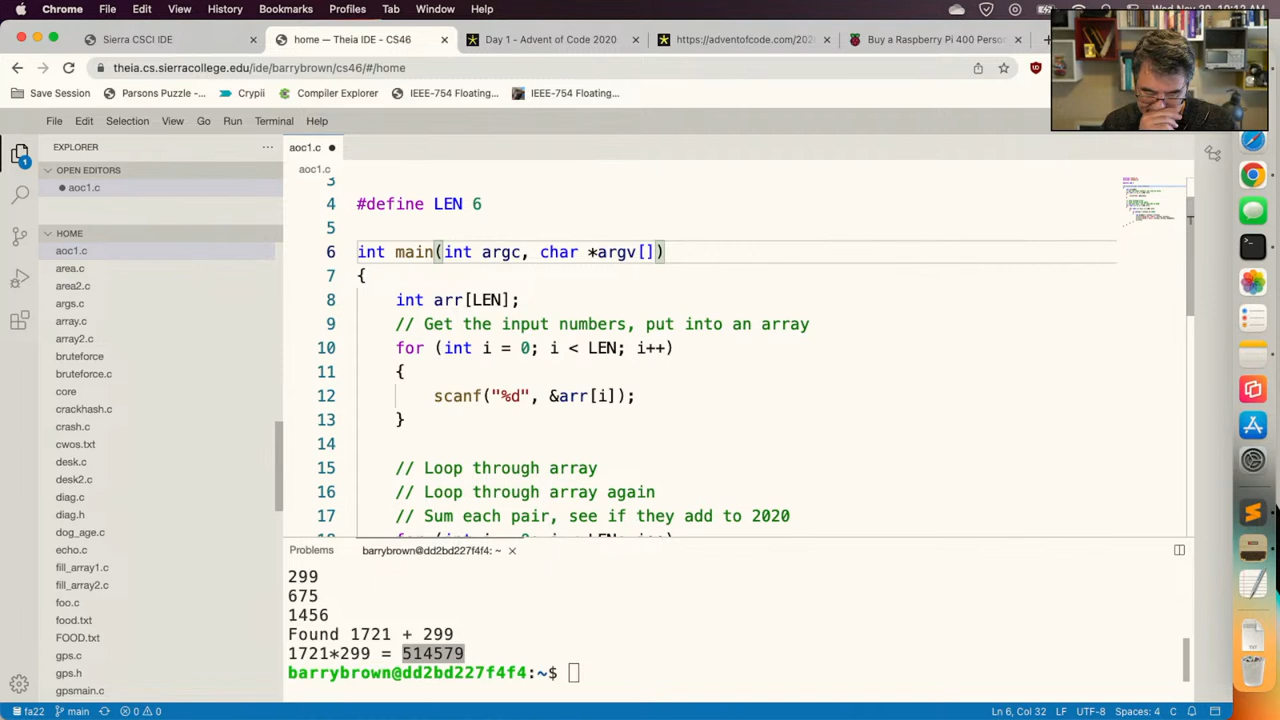 Chrome File Edit View History Bookmarks Profiles Tab Window Help
Sierra CSCI IDE
home — Theia IDE - CS46
Day 1 - Advent of Code 2020
https://adventofcode.com/202
Buy a Raspberry Pi 400 Perso
theia.cs.sierracollege.edu/ide/barrybrown/cs46/#/home
Save Session
Parsons Puzzle -...
Crypii
Compiler Explorer
IEEE-754 Floating...
IEEE-754 Floating...
File Edit Selection View Go Run Terminal Help
EXPLORER
OPEN EDITORS
aoc1.c
HOME
aoc1.c
area.c
area2.c
args.c
array.c
array2.c
bruteforce
bruteforce.c
core
crackhash.c
crash.c
cwos.txt
desk.c
desk2.c
diag.c
diag.h
dog_age.c
echo.c
fill_array1.c
fill_array2.c
foo.c
food.txt
FOOD.txt
gps.c
gps.h
gpsmain.c
aoc1.c
aoc1.c
3
4 #define LEN 6
5
6 int main(int argc, char *argv[])
7 {
8 int arr[LEN];
9 // Get the input numbers, put into an array
10 for (int i = 0; i < LEN; i++)
11 {
12 scanf("%d", &arr[i]);
13 }
14
15 // Loop through array
16 // Loop through array again
17 // Sum each pair, see if they add to 2020
Problems
barrybrown@dd2bd227f4f4: ~
299
675
1456
Found 1721 + 299
1721*299 = 514579
barrybrown@dd2bd227f4f4:~$
fa22 main 0 0
Ln 6, Col 32 LF UTF-8 Spaces: 4 C